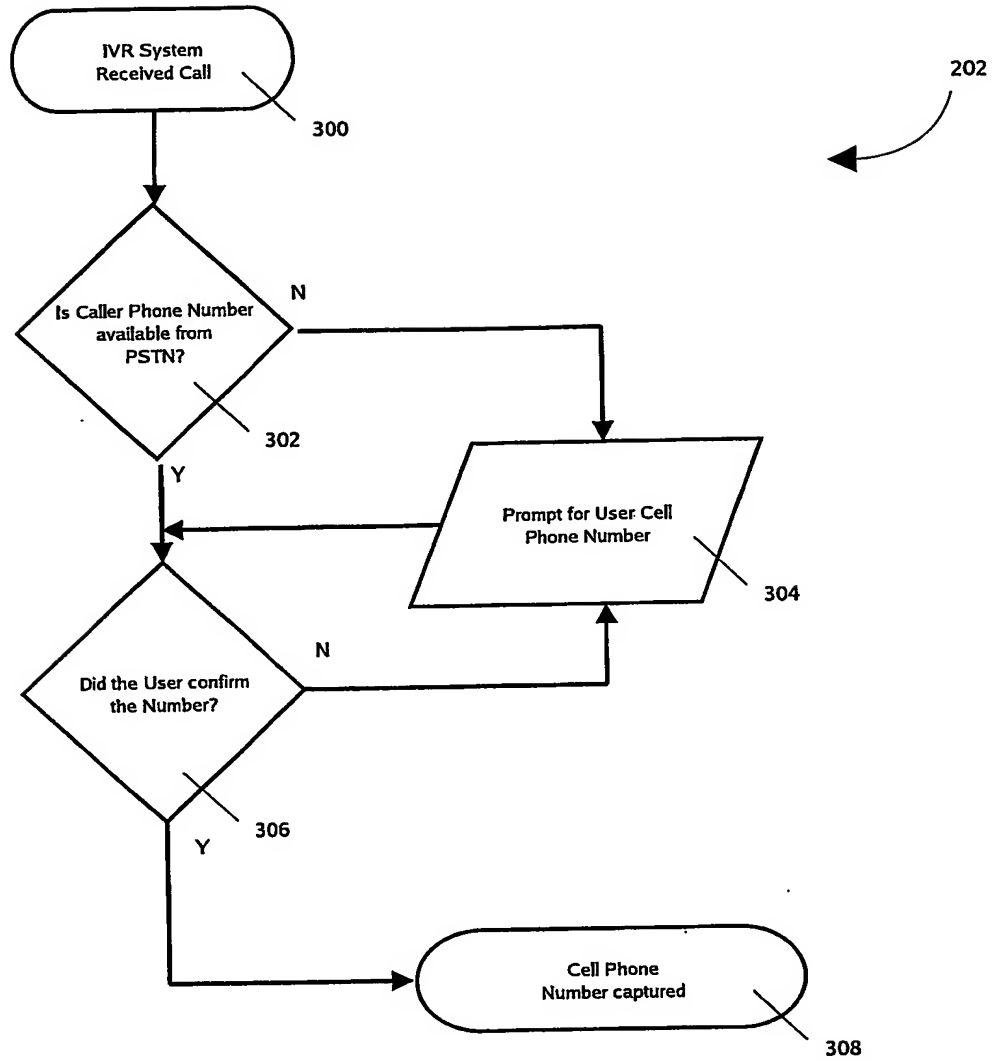 IVR System
Received Call
300
202
Is Caller Phone Number
available from
PSTN?
N
302
Y
Prompt for User Cell
Phone Number
304
Did the User confirm
the Number?
N
306
Y
Cell Phone
Number captured
308